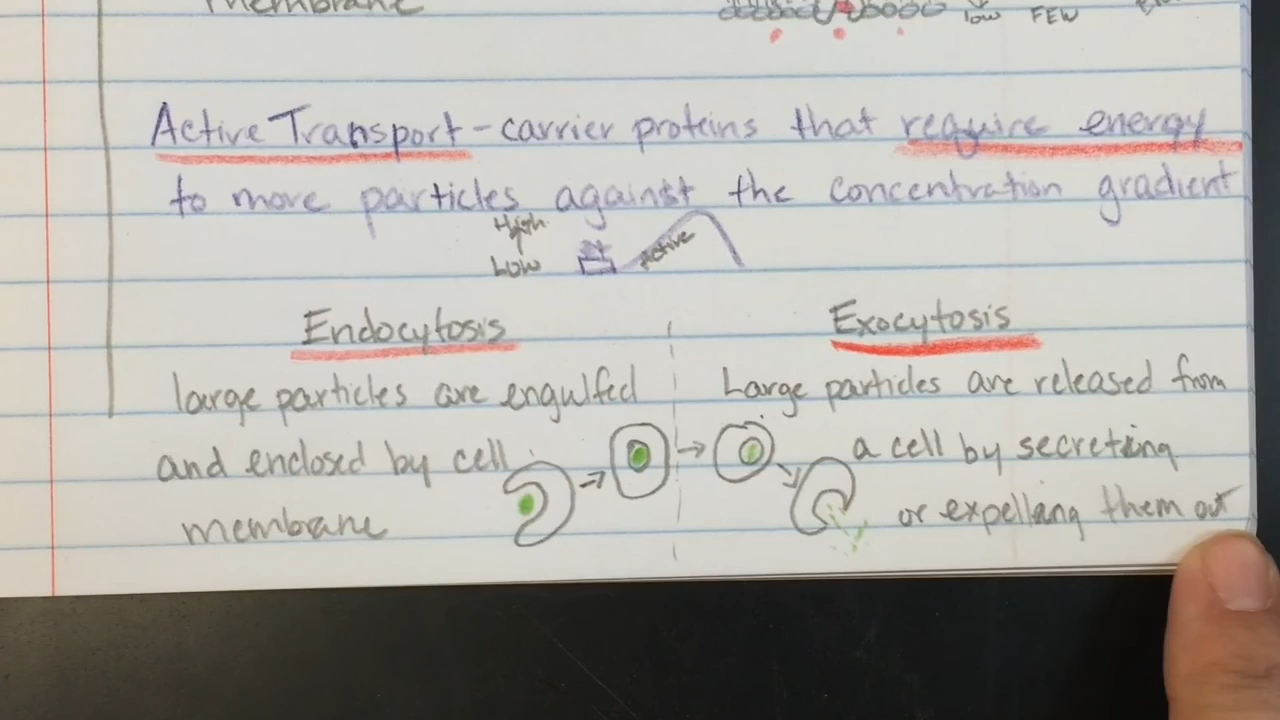 membrane
low FEW
Active Transport - carrier proteins that require energy
to more particles against the concentration gradient
High
Low
Active
Endocytosis
large particles are engulfed
and enclosed by cell
membrane
Exocytosis
Large particles are released from
a cell by secreting
or expelling them out